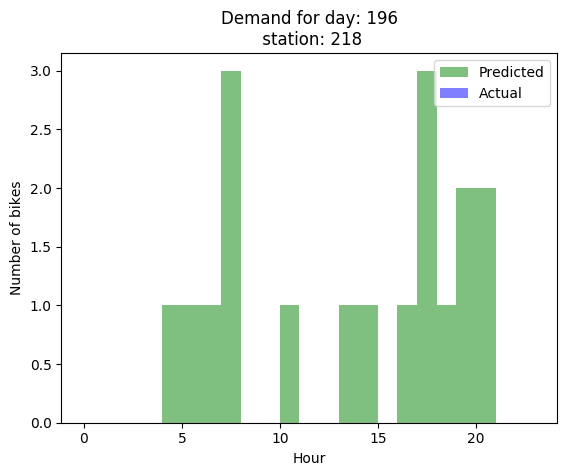 Demand for day: 196
station: 218
Predicted
Actual
Number of bikes
3.0
2.5
2.0
1.5
1.0
0.5
0.0
0
5
10
15
20
Hour